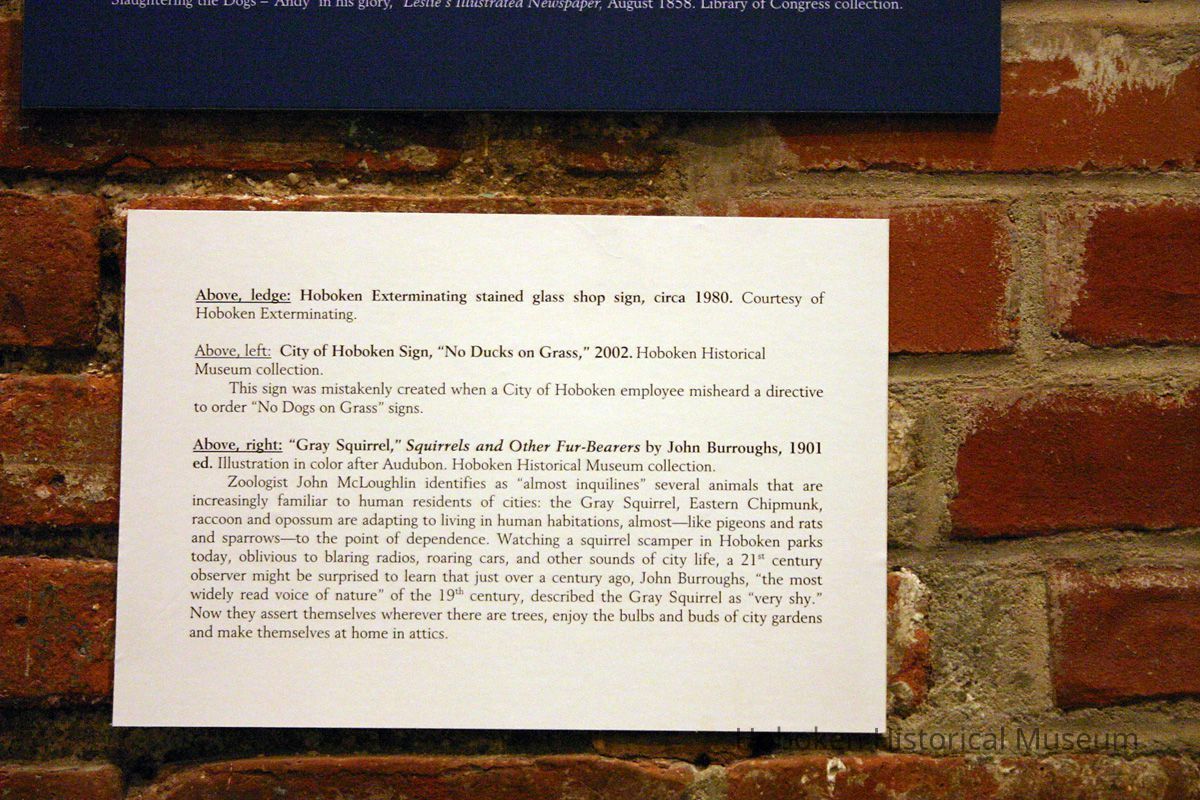 Slaughtering the Dogs – 'Andy' in his glory," Leslie's Illustrated Newspaper, August 1858. Library of Congress collection.
Above, ledge: Hoboken Exterminating stained glass shop sign, circa 1980. Courtesy of
Hoboken Exterminating.
Above, left: City of Hoboken Sign, “No Ducks on Grass,” 2002. Hoboken Historical
Museum collection.
This sign was mistakenly created when a City of Hoboken employee misheard a directive
to order “No Dogs on Grass” signs.
Above, right: “Gray Squirrel,” Squirrels and Other Fur-Bearers by John Burroughs, 1901
ed. Illustration in color after Audubon. Hoboken Historical Museum collection.
Zoologist John McLoughlin identifies as “almost inquilines” several animals that are
increasingly familiar to human residents of cities: the Gray Squirrel, Eastern Chipmunk,
raccoon and opossum are adapting to living in human habitations, almost—like pigeons and rats
and sparrows—to the point of dependence. Watching a squirrel scamper in Hoboken parks
today, oblivious to blaring radios, roaring cars, and other sounds of city life, a 21st century
observer might be surprised to learn that just over a century ago, John Burroughs, “the most
widely read voice of nature” of the 19th century, described the Gray Squirrel as “very shy.”
Now they assert themselves wherever there are trees, enjoy the bulbs and buds of city gardens
and make themselves at home in attics.
Hoboken Historical Museum